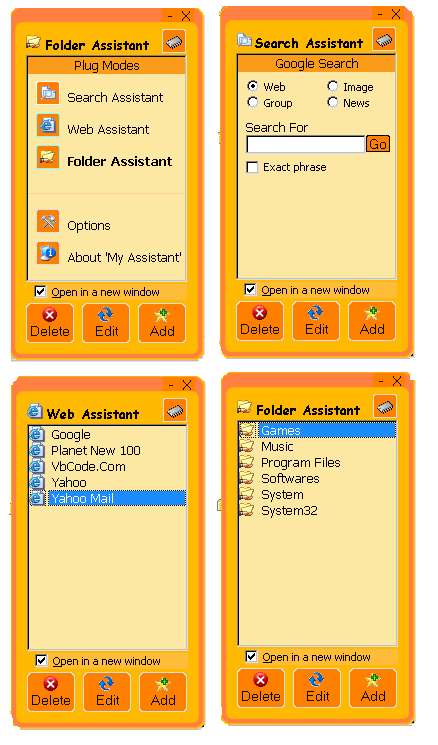 Folder Assistant
Plug Modes
Search Assistant
Web Assistant
Folder Assistant
Options
About 'My Assistant'
Open in a new window
Delete Edit Add
Search Assistant
Google Search
Web Image
Group News
Search For
Go
Exact phrase
Open in a new window
Delete Edit Add
Web Assistant
Google
Planet New 100
VbCode.Com
Yahoo
Yahoo Mail
Open in a new window
Delete Edit Add
Folder Assistant
Games
Music
Program Files
Softwares
System
System32
Open in a new window
Delete Edit Add